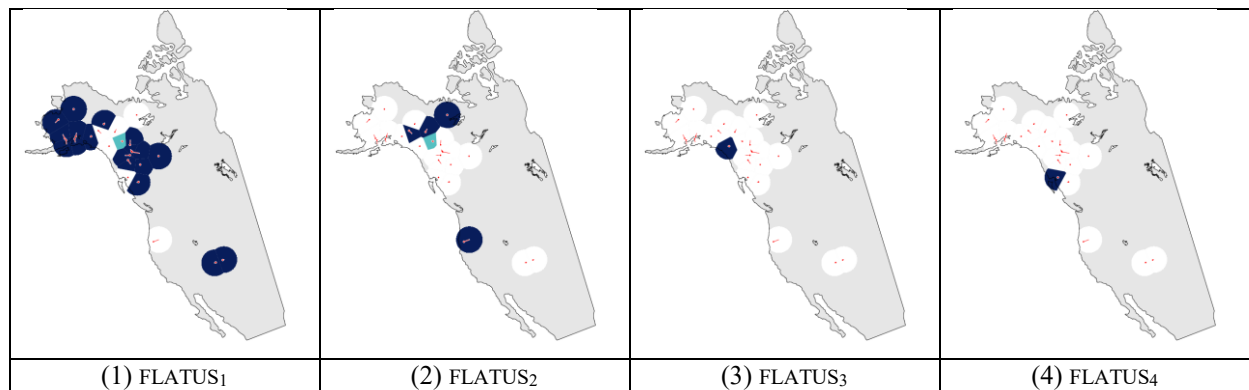 (1) FLATUS1
(2) FLATUS2
(3) FLATUS3
(4) FLATUS4